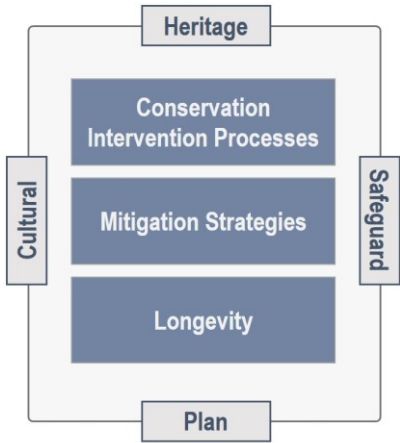 Heritage
Conservation
Intervention Processes
Cultural
Mitigation Strategies
Safeguard
Longevity
Plan